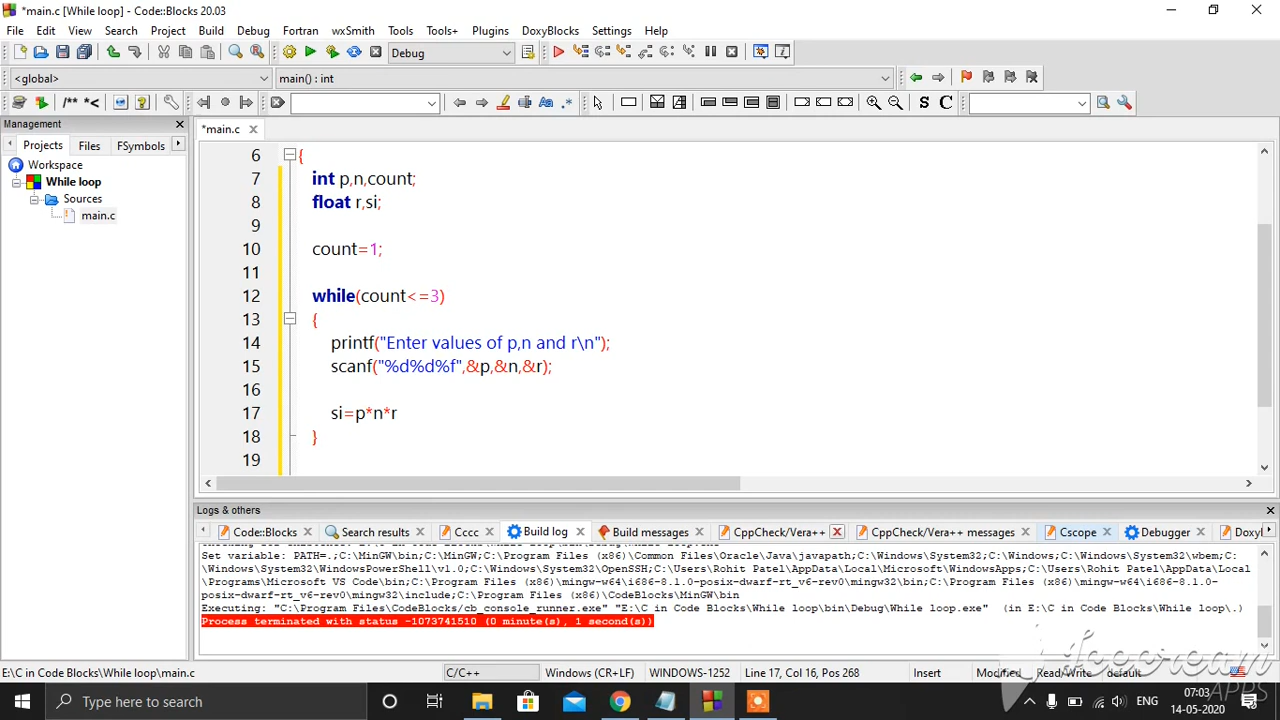 *main.c [While loop] - Code::Blocks 20.03
File Edit View Search Project Build Debug Fortran wxSmith Tools Tools+ Plugins DoxyBlocks Settings Help
Debug
<global> main() : int
/** *< Aa .* S C
Management
Projects Files FSymbols
Workspace
While loop
Sources
main.c
*main.c
6 {
7 int p,n,count;
8 float r,si;
9
10 count=1;
11
12 while(count<=3)
13 {
14 printf("Enter values of p,n and r\n");
15 scanf("%d%d%f",&p,&n,&r);
16
17 si=p*n*r
18 }
19
Logs & others
Code::Blocks Search results Cccc Build log Build messages CppCheck/Vera++ CppCheck/Vera++ messages Cscope Debugger Doxy
Set variable: PATH=.;C:\MinGW\bin;C:\MinGW;C:\Program Files (x86)\Common Files\Oracle\Java\javapath;C:\Windows\System32;C:\Windows;C:\Windows\System32\wbem;C:
\Windows\System32\WindowsPowerShell\v1.0;C:\Windows\System32\OpenSSH;C:\Users\Rohit Patel\AppData\Local\Microsoft\WindowsApps;C:\Users\Rohit Patel\AppData\Local
\Programs\Microsoft VS Code\bin;C:\Program Files (x86)\mingw-w64\i686-8.1.0-posix-dwarf-rt_v6-rev0\mingw32\bin;C:\Program Files (x86)\mingw-w64\i686-8.1.0-
posix-dwarf-rt_v6-rev0\mingw32\include;C:\Program Files (x86)\CodeBlocks\MinGW\bin
Executing: "C:\Program Files\CodeBlocks/cb_console_runner.exe" "E:\C in Code Blocks\While loop\bin\Debug\While loop.exe" (in E:\C in Code Blocks\While loop\.)
Process terminated with status -1073741510 (0 minute(s), 1 second(s))
E:\C in Code Blocks\While loop\main.c C/C++ Windows (CR+LF) WINDOWS-1252 Line 17, Col 16, Pos 268 Insert Modified Read/Write default
APPS
Type here to search
ENG
07:03
14-05-2020